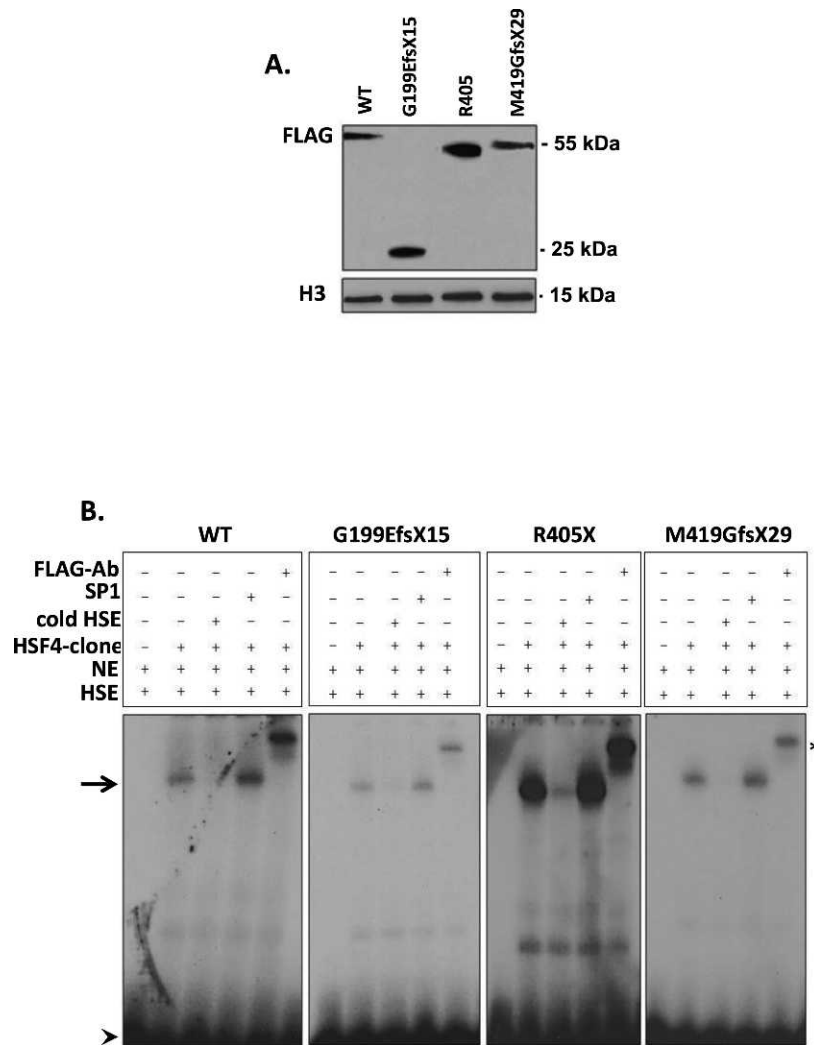 A.
WT G199EfsX15 R405 M419GfsX29
FLAG - 55 kDa
- 25 kDa
H3 - 15 kDa
B.
WT G199EfsX15 R405X M419GfsX29
FLAG-Ab − − − − + − − − − + − − − − + − − − − +
SP1 − − − + − − − − + − − − − + − − − − + −
cold HSE − − + − − − − + − − − − + − − − − + − −
HSF4-clone − + + + + − + + + + − + + + + − + + + +
NE + + + + + + + + + + + + + + + + + + + +
HSE + + + + + + + + + + + + + + + + + + + +